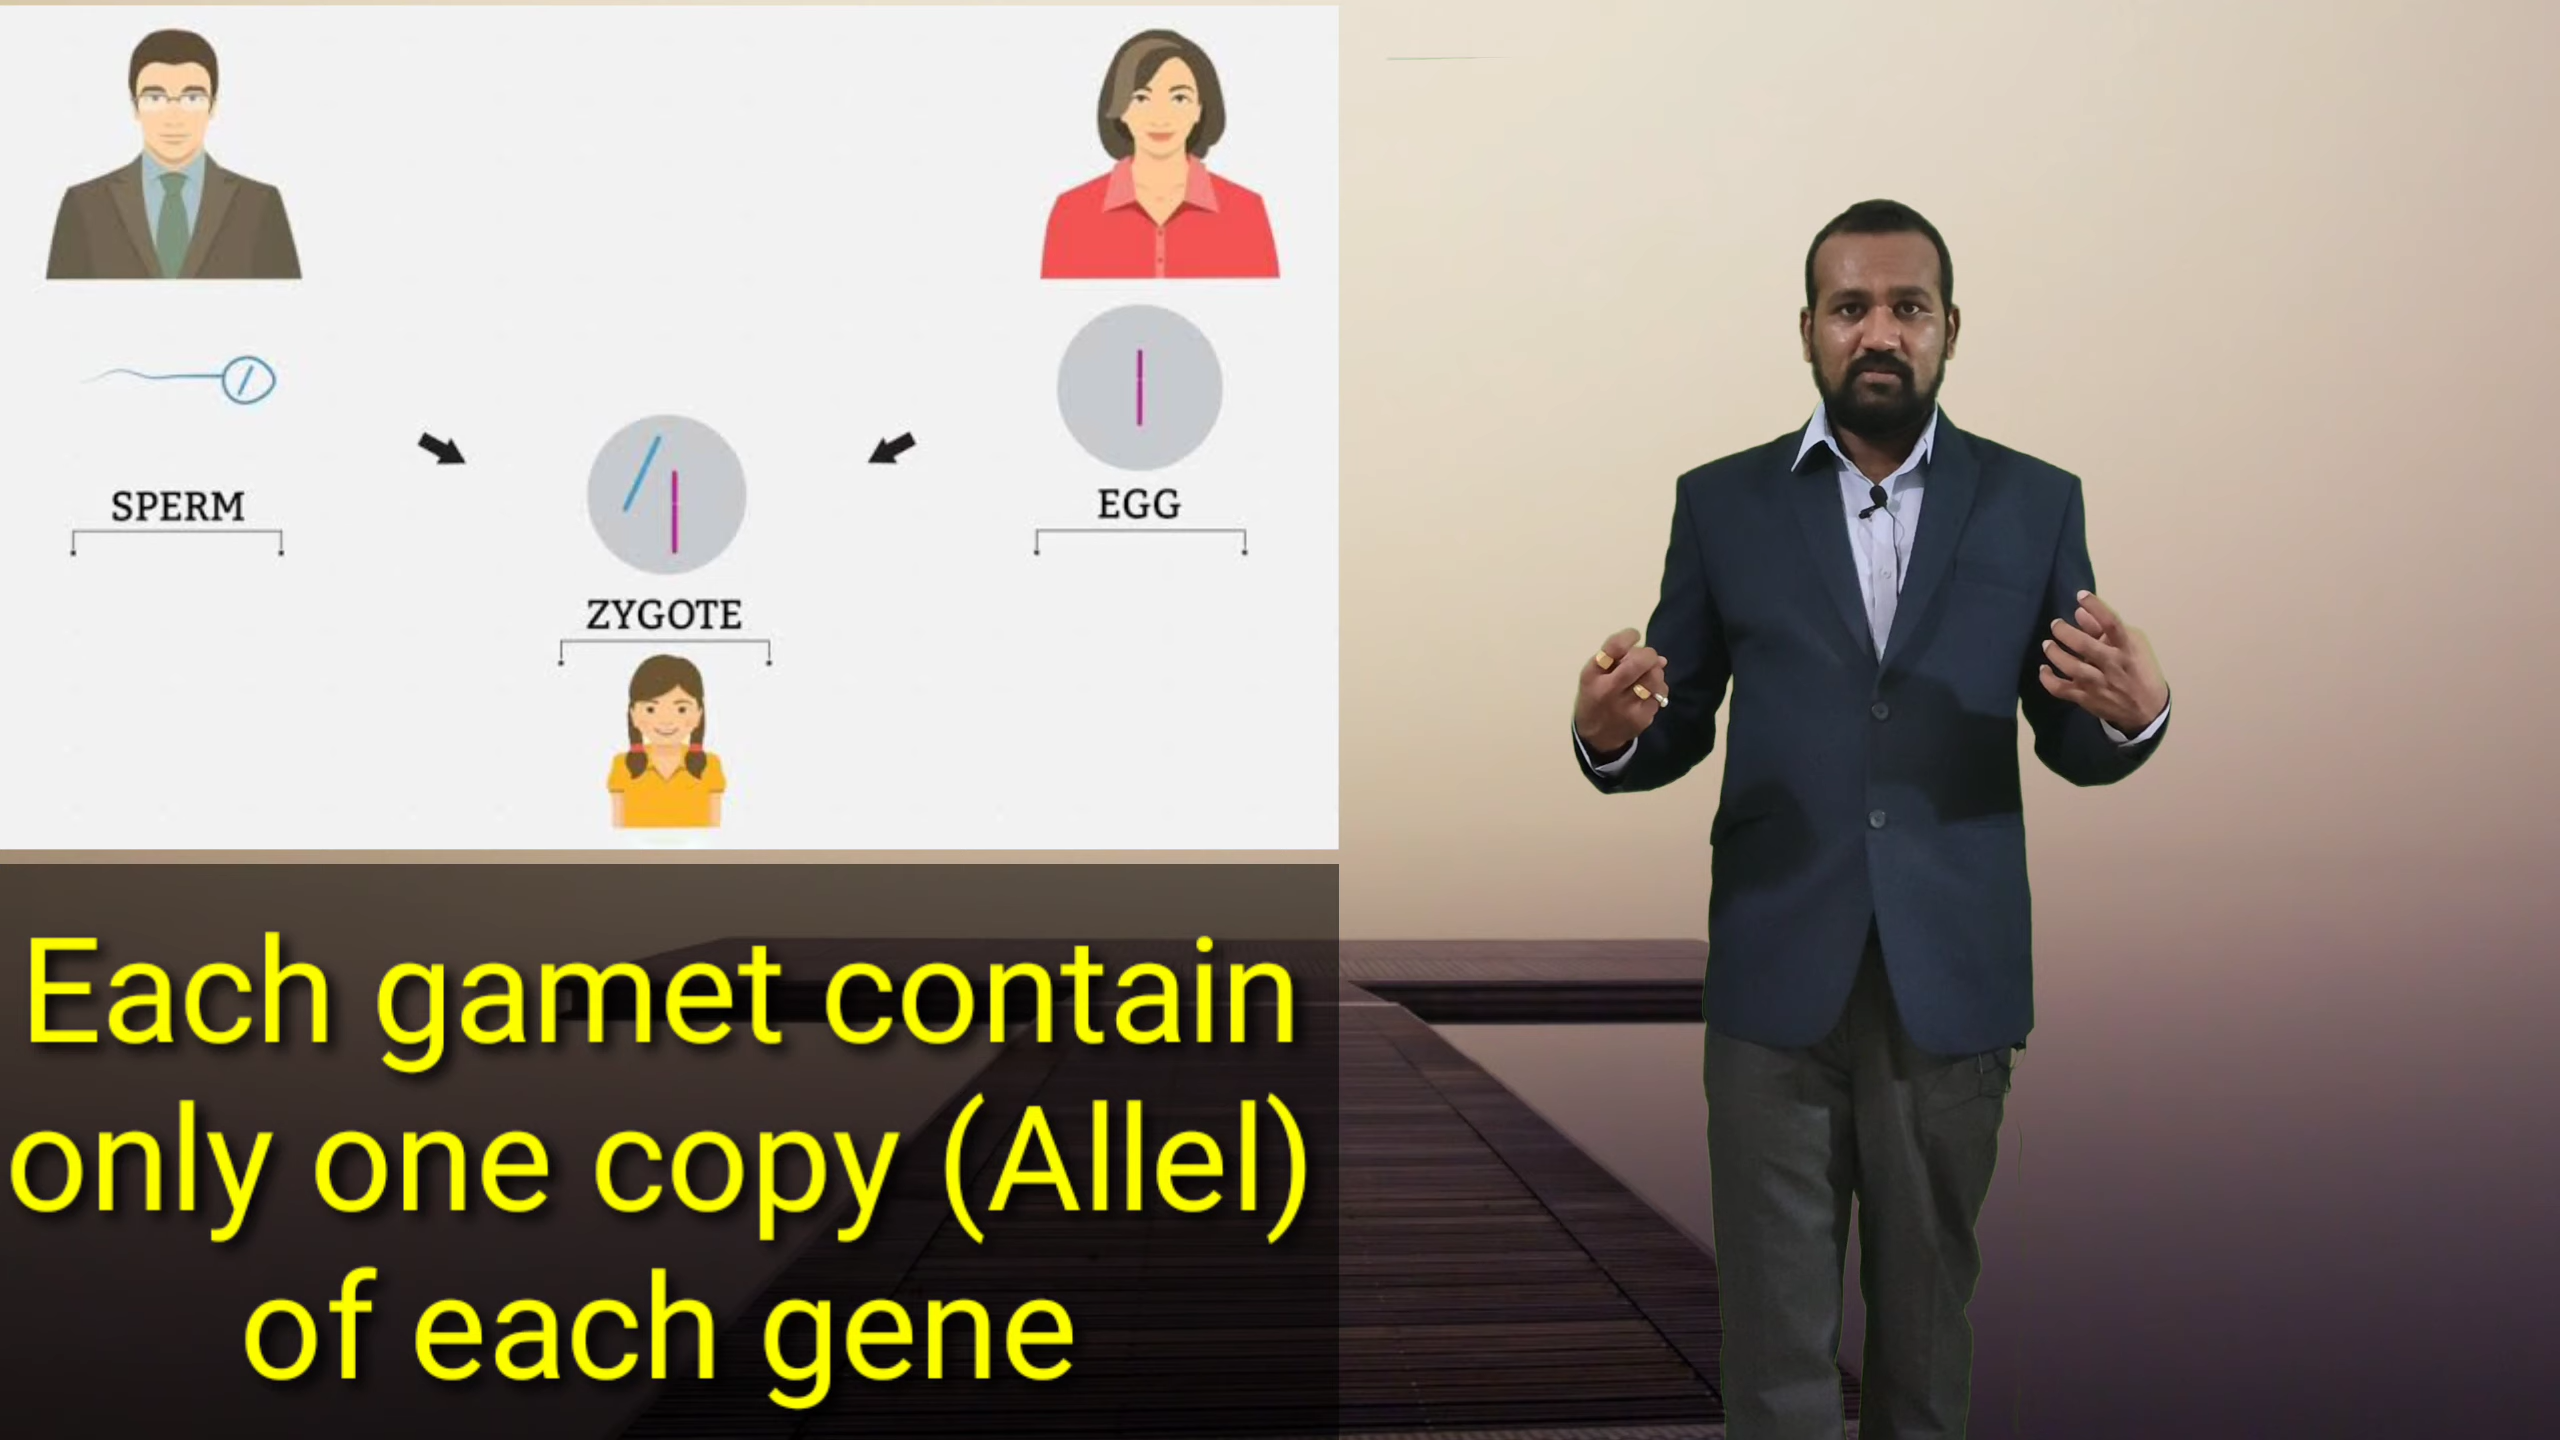 SPERM
EGG
ZYGOTE
Each gamet contain
only one copy (Allel)
of each gene